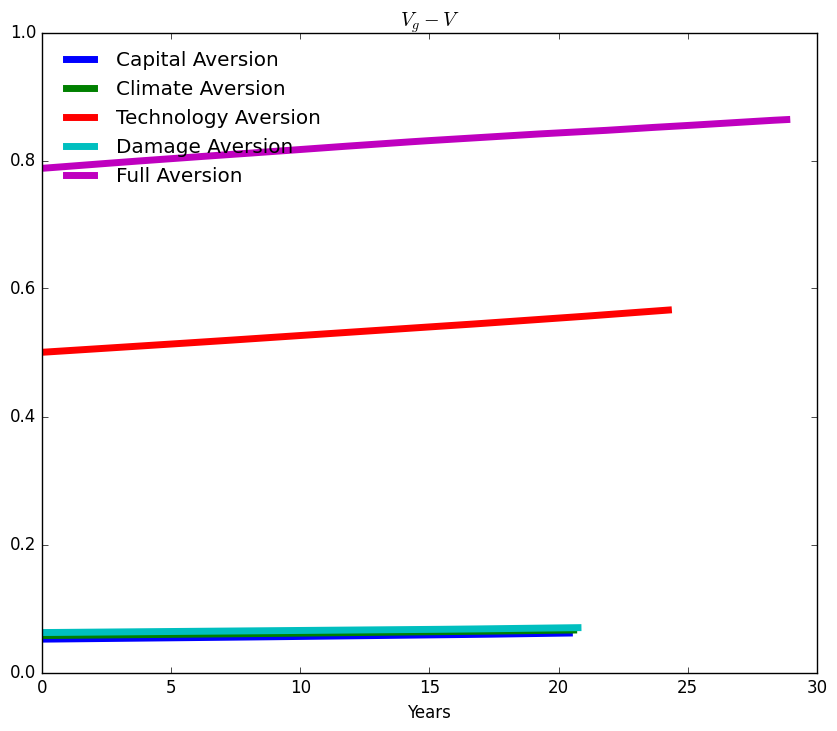 V_g − V
1.0
Capital Aversion
Climate Aversion
Technology Aversion
Damage Aversion
Full Aversion
0.8
0.6
0.4
0.2
0.0
0 5 10 15 20 25 30
Years